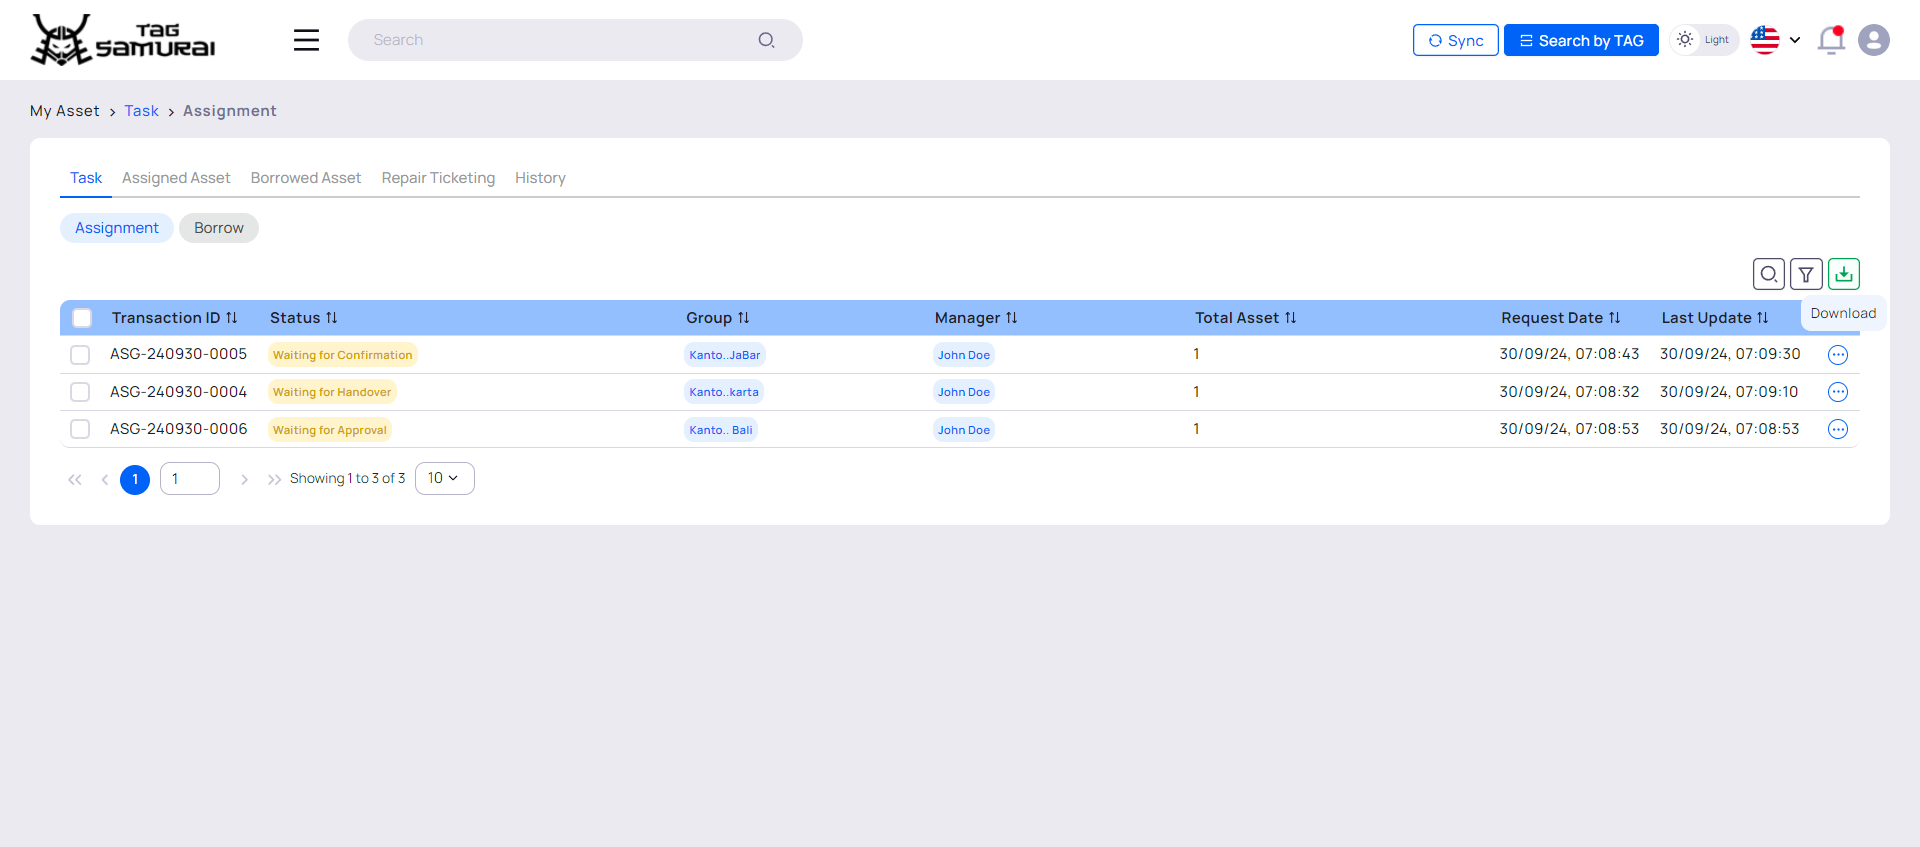 TAG
SAMURAI
Search
Sync
Search by TAG
Light
My Asset > Task > Assignment
Task Assigned Asset Borrowed Asset Repair Ticketing History
Assignment Borrow
Download
Transaction ID Status Group Manager Total Asset Request Date Last Update
ASG-240930-0005 Waiting for Confirmation Kanto..JaBar John Doe 1 30/09/24, 07:08:43 30/09/24, 07:09:30
ASG-240930-0004 Waiting for Handover Kanto..karta John Doe 1 30/09/24, 07:08:32 30/09/24, 07:09:10
ASG-240930-0006 Waiting for Approval Kanto.. Bali John Doe 1 30/09/24, 07:08:53 30/09/24, 07:08:53
1 1 Showing 1 to 3 of 3 10